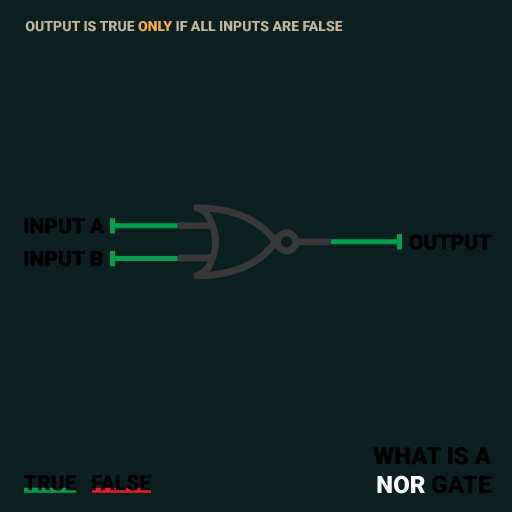 OUTPUT IS TRUE ONLY IF ALL INPUTS ARE FALSE
INPUT A
INPUT B
OUTPUT
TRUE FALSE
WHAT IS A
NOR GATE